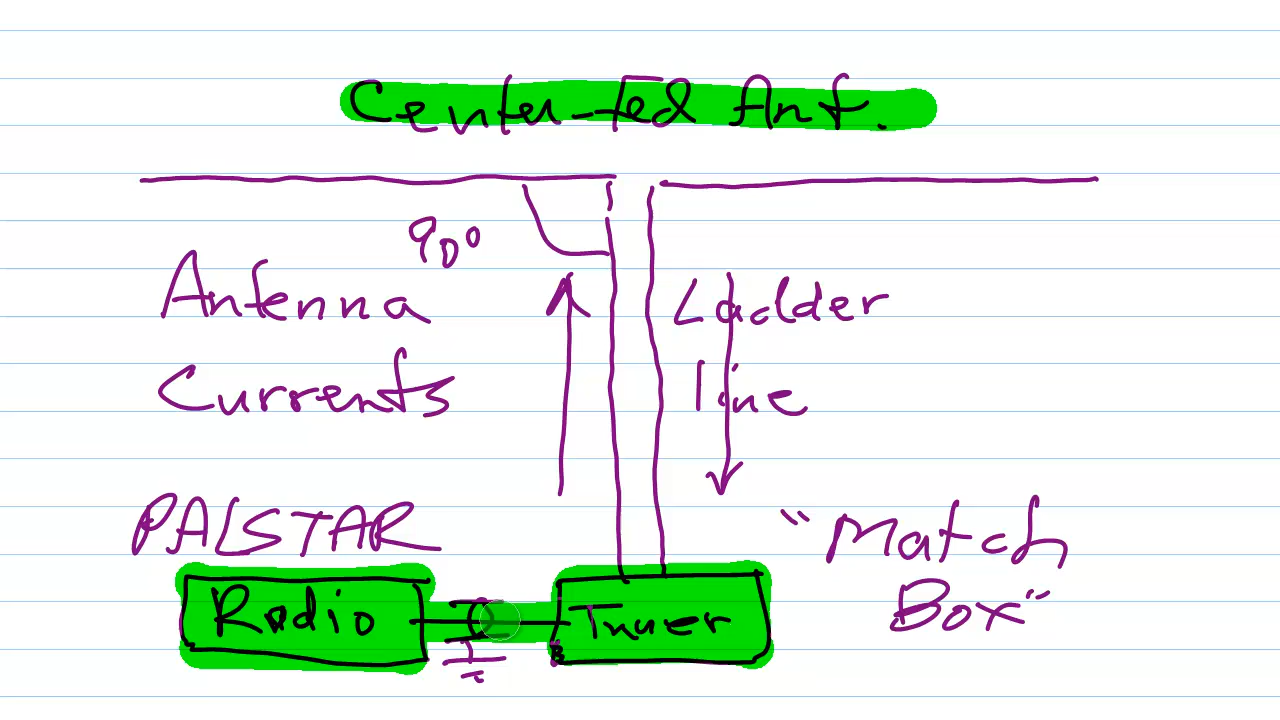 Center-fed Ant.
90°
Antenna
Currents
Ladder
line
PALSTAR
"Match
Box"
Radio
Tuner
B